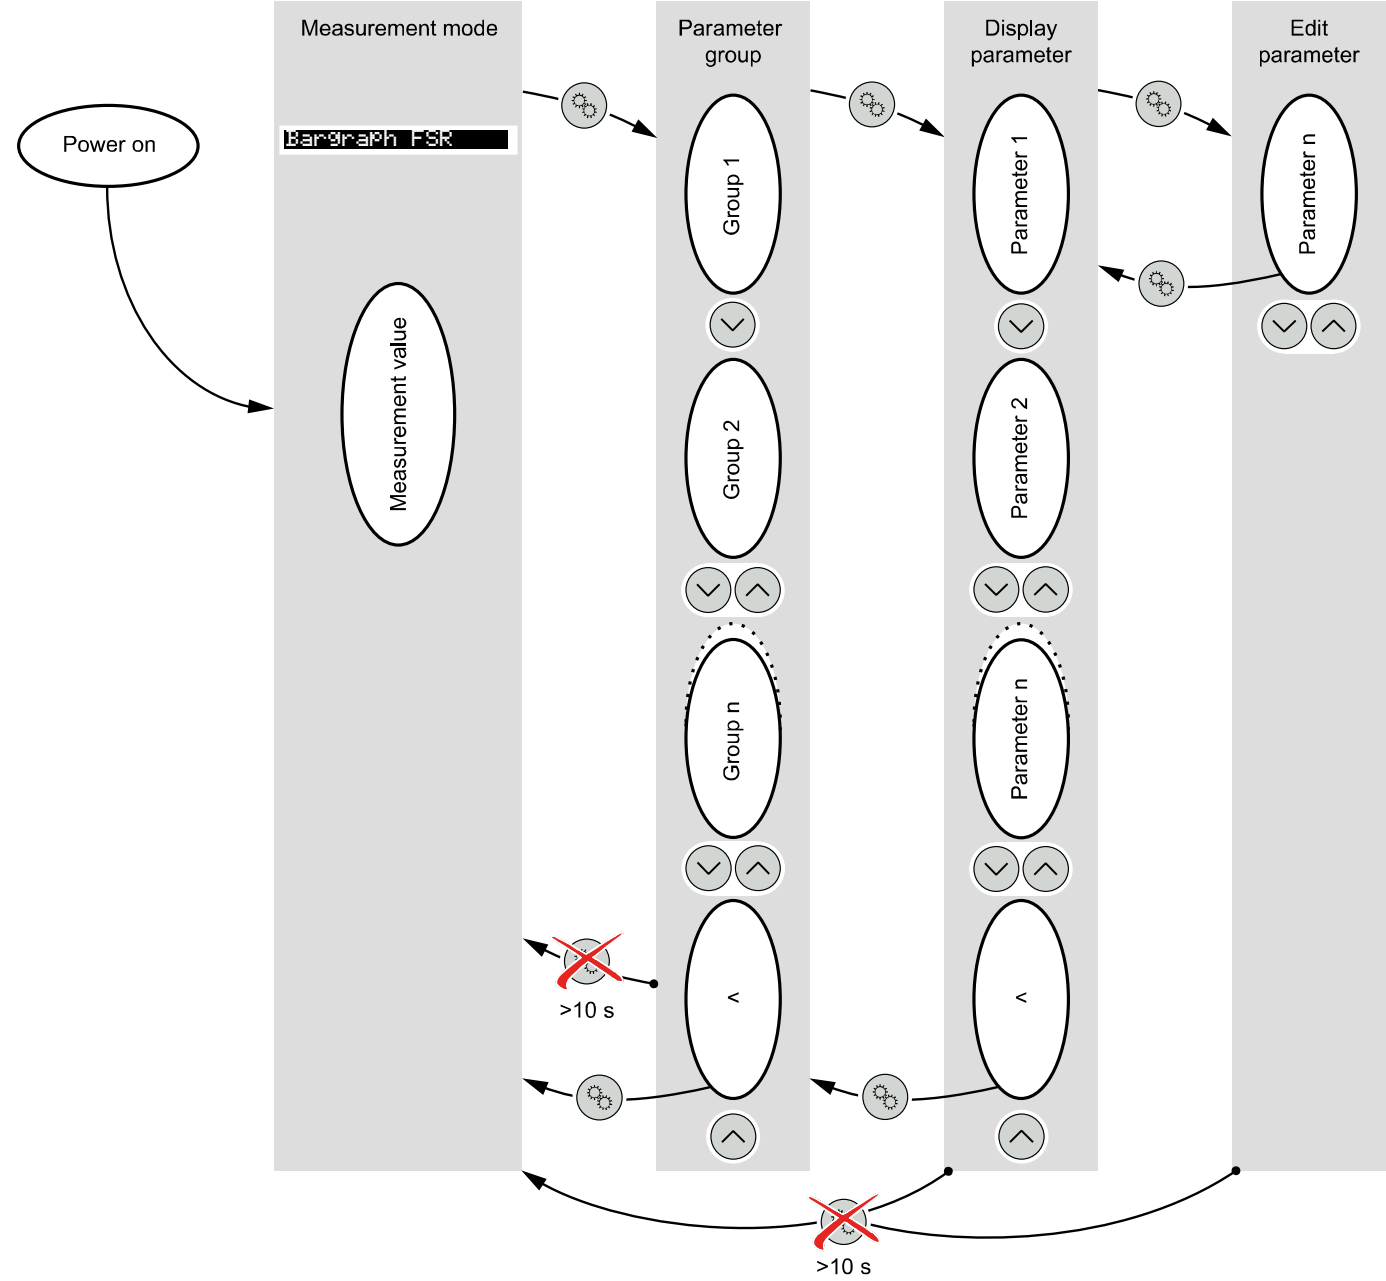 Measurement mode
Parameter
group
Display
parameter
Edit
parameter
Power on
Bargraph FSR
Measurement value
Group 1
Group 2
Group n
<
Parameter 1
Parameter 2
Parameter n
<
Parameter n
>10 s
>10 s